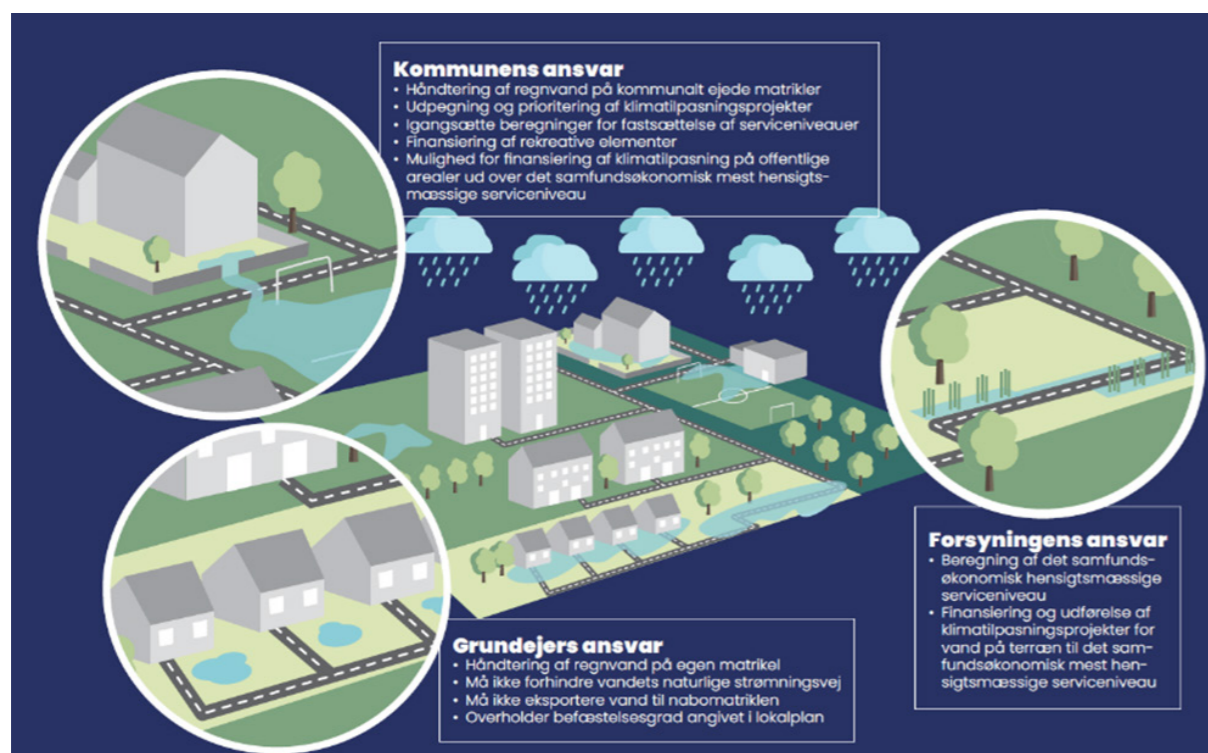 Kommunens ansvar
• Håndtering af regnvand på kommunalt ejede matrikler
• Udpegning og prioritering af klimatilpasningsprojekter
• Igangsætte beregninger for fastsættelse af serviceniveauer
• Finansiering af rekreative elementer
• Mulighed for finansiering af klimatilpasning på offentlige
arealer ud over det samfundsøkonomisk mest hensigts-
mæssige serviceniveau
Forsyningens ansvar
• Beregning af det samfunds-
økonomisk hensigtsmæssige
serviceniveau
• Finansiering og udførelse af
klimatilpasningsprojekter for
vand på terræn til det sam-
fundsøkonomisk mest hen-
sigtsmæssige serviceniveau
Grundejers ansvar
• Håndtering af regnvand på egen matrikel
• Må ikke forhindre vandets naturlige strømningsvej
• Må ikke eksportere vand til nabomatriklen
• Overholder befæstelsesgrad angivet i lokalplan